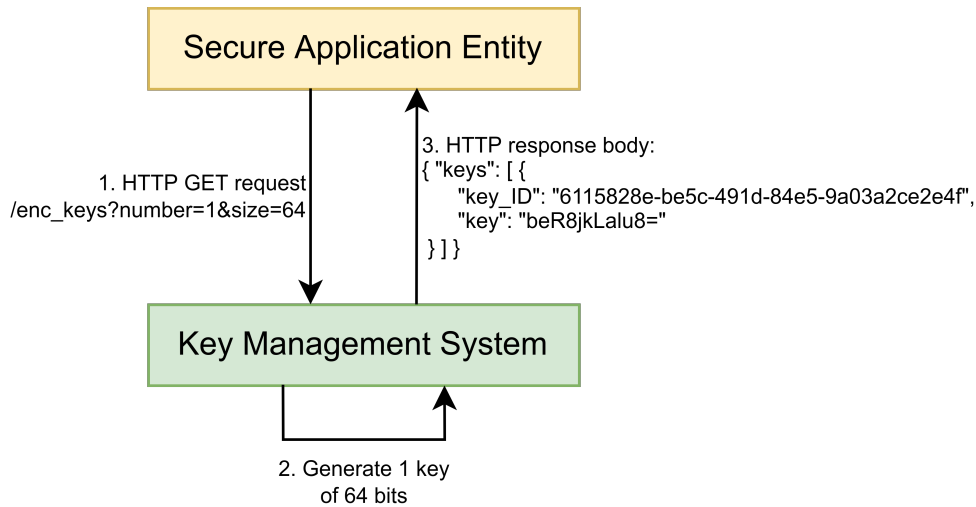 Secure Application Entity
1. HTTP GET request
/enc_keys?number=1&size=64
3. HTTP response body:
{ "keys": [ {
"key_ID": "6115828e-be5c-491d-84e5-9a03a2ce2e4f",
"key": "beR8jkLalu8="
} ] }
Key Management System
2. Generate 1 key
of 64 bits